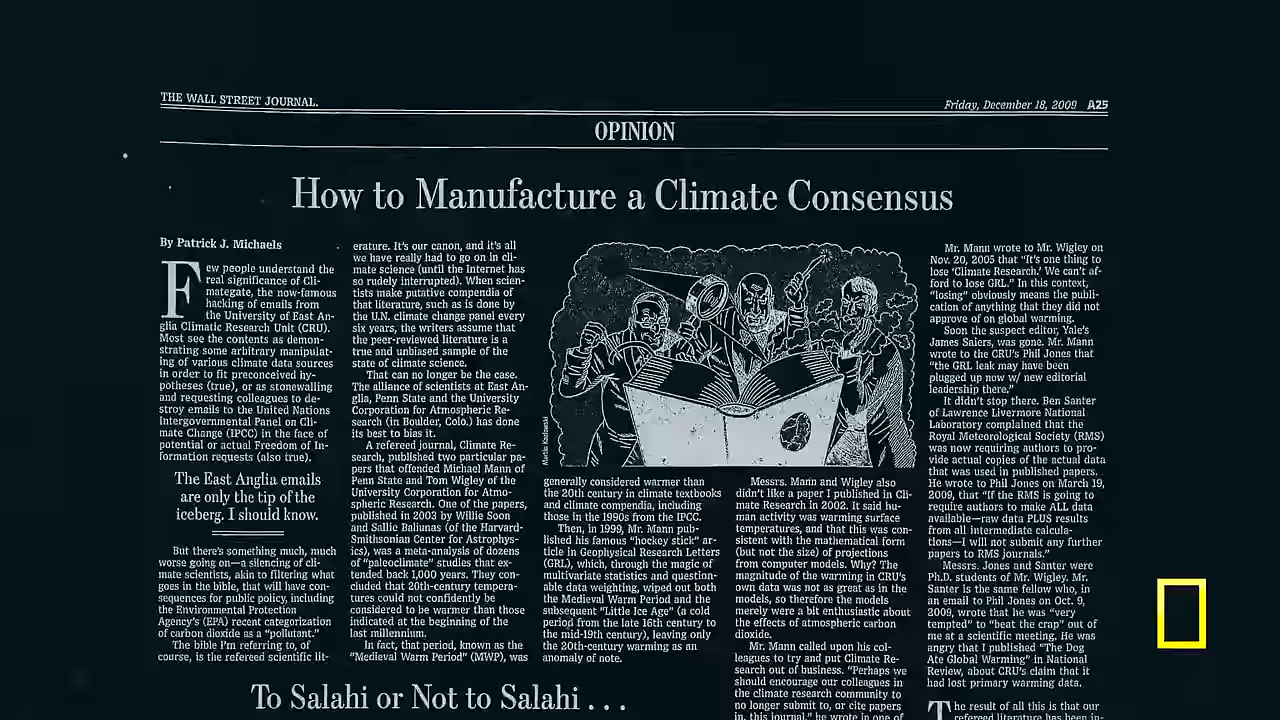 THE WALL STREET JOURNAL.
Friday, December 18, 2009 A25
OPINION
How to Manufacture a Climate Consensus
By Patrick J. Michaels
Few people understand the
real significance of Cli-
mategate, the now-famous
hacking of emails from
the University of East An-
glia Climatic Research Unit (CRU).
Most see the contents as demon-
strating some arbitrary manipulat-
ing of various climate data sources
in order to fit preconceived hy-
potheses (true), or as stonewalling
and requesting colleagues to de-
stroy emails to the United Nations
Intergovernmental Panel on Cli-
mate Change (IPCC) in the face of
potential or actual Freedom of In-
formation requests (also true).
The East Anglia emails
are only the tip of the
iceberg. I should know.
But there's something much, much
worse going on—a silencing of cli-
mate scientists, akin to filtering what
goes in the bible, that will have con-
sequences for public policy, including
the Environmental Protection
Agency's (EPA) recent categorization
of carbon dioxide as a "pollutant."
The bible I'm referring to, of
course, is the refereed scientific lit-
erature. It's our canon, and it's all
we have really had to go on in cli-
mate science (until the Internet has
so rudely interrupted). When scien-
tists make putative compendia of
that literature, such as is done by
the U.N. climate change panel every
six years, the writers assume that
the peer-reviewed literature is a
true and unbiased sample of the
state of climate science.
That can no longer be the case.
The alliance of scientists at East An-
glia, Penn State and the University
Corporation for Atmospheric Re-
search (in Boulder, Colo.) has done
its best to bias it.
A refereed journal, Climate Re-
search, published two particular pa-
pers that offended Michael Mann of
Penn State and Tom Wigley of the
University Corporation for Atmo-
spheric Research. One of the papers,
published in 2003 by Willie Soon
and Sallie Baliunas (of the Harvard-
Smithsonian Center for Astrophys-
ics), was a meta-analysis of dozens
of "paleoclimate" studies that ex-
tended back 1,000 years. They con-
cluded that 20th-century tempera-
tures could not confidently be
considered to be warmer than those
indicated at the beginning of the
last millennium.
In fact, that period, known as the
"Medieval Warm Period" (MWP), was
Martin Kozlowski
generally considered warmer than
the 20th century in climate textbooks
and climate compendia, including
those in the 1990s from the IPCC.
Then, in 1999, Mr. Mann pub-
lished his famous "hockey stick" ar-
ticle in Geophysical Research Letters
(GRL), which, through the magic of
multivariate statistics and question-
able data weighting, wiped out both
the Medieval Warm Period and the
subsequent "Little Ice Age" (a cold
period from the late 16th century to
the mid-19th century), leaving only
the 20th-century warming as an
anomaly of note.
Messrs. Mann and Wigley also
didn't like a paper I published in Cli-
mate Research in 2002. It said hu-
man activity was warming surface
temperatures, and that this was con-
sistent with the mathematical form
(but not the size) of projections
from computer models. Why? The
magnitude of the warming in CRU's
own data was not as great as in the
models, so therefore the models
merely were a bit enthusiastic about
the effects of atmospheric carbon
dioxide.
Mr. Mann called upon his col-
leagues to try and put Climate Re-
search out of business. "Perhaps we
should encourage our colleagues in
the climate research community to
no longer submit to, or cite papers
in, this journal," he wrote in one of
Mr. Mann wrote to Mr. Wigley on
Nov. 20, 2005 that "It's one thing to
lose 'Climate Research.' We can't af-
ford to lose GRL." In this context,
"losing" obviously means the publi-
cation of anything that they did not
approve of on global warming.
Soon the suspect editor, Yale's
James Saiers, was gone. Mr. Mann
wrote to the CRU's Phil Jones that
"the GRL leak may have been
plugged up now w/ new editorial
leadership there."
It didn't stop there. Ben Santer
of Lawrence Livermore National
Laboratory complained that the
Royal Meteorological Society (RMS)
was now requiring authors to pro-
vide actual copies of the actual data
that was used in published papers.
He wrote to Phil Jones on March 19,
2009, that "If the RMS is going to
require authors to make ALL data
available—raw data PLUS results
from all intermediate calcula-
tions—I will not submit any further
papers to RMS journals."
Messrs. Jones and Santer were
Ph.D. students of Mr. Wigley. Mr.
Santer is the same fellow who, in
an email to Phil Jones on Oct. 9,
2009, wrote that he was "very
tempted" to "beat the crap" out of
me at a scientific meeting. He was
angry that I published "The Dog
Ate Global Warming" in National
Review, about CRU's claim that it
had lost primary warming data.
The result of all this is that our
refereed literature has been in-
To Salahi or Not to Salahi . . .